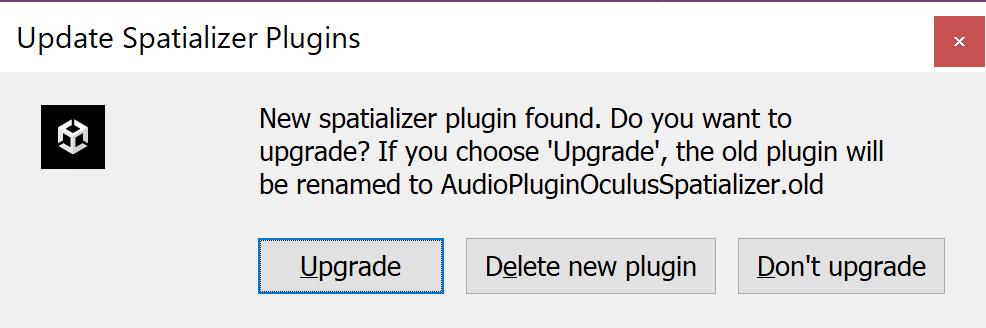 Update Spatializer Plugins
New spatializer plugin found. Do you want to
upgrade? If you choose 'Upgrade', the old plugin will
be renamed to AudioPluginOculusSpatializer.old
Upgrade
Delete new plugin
Don't upgrade